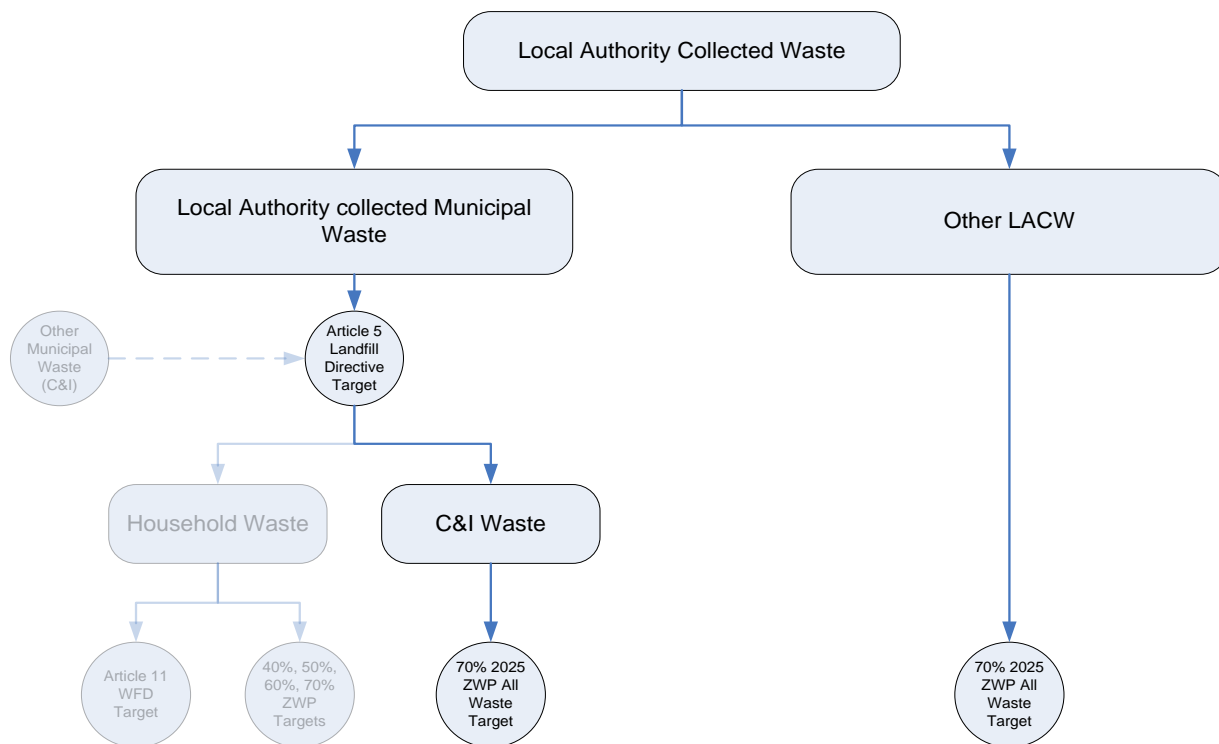 Local Authority Collected Waste
Local Authority collected Municipal
Waste
Other LACW
Other
Municipal
Waste
(C&I)
Article 5
Landfill
Directive
Target
Household Waste
C&I Waste
Article 11
WFD
Target
40%, 50%,
60%, 70%
ZWP
Targets
70% 2025
ZWP All
Waste
Target
70% 2025
ZWP All
Waste
Target